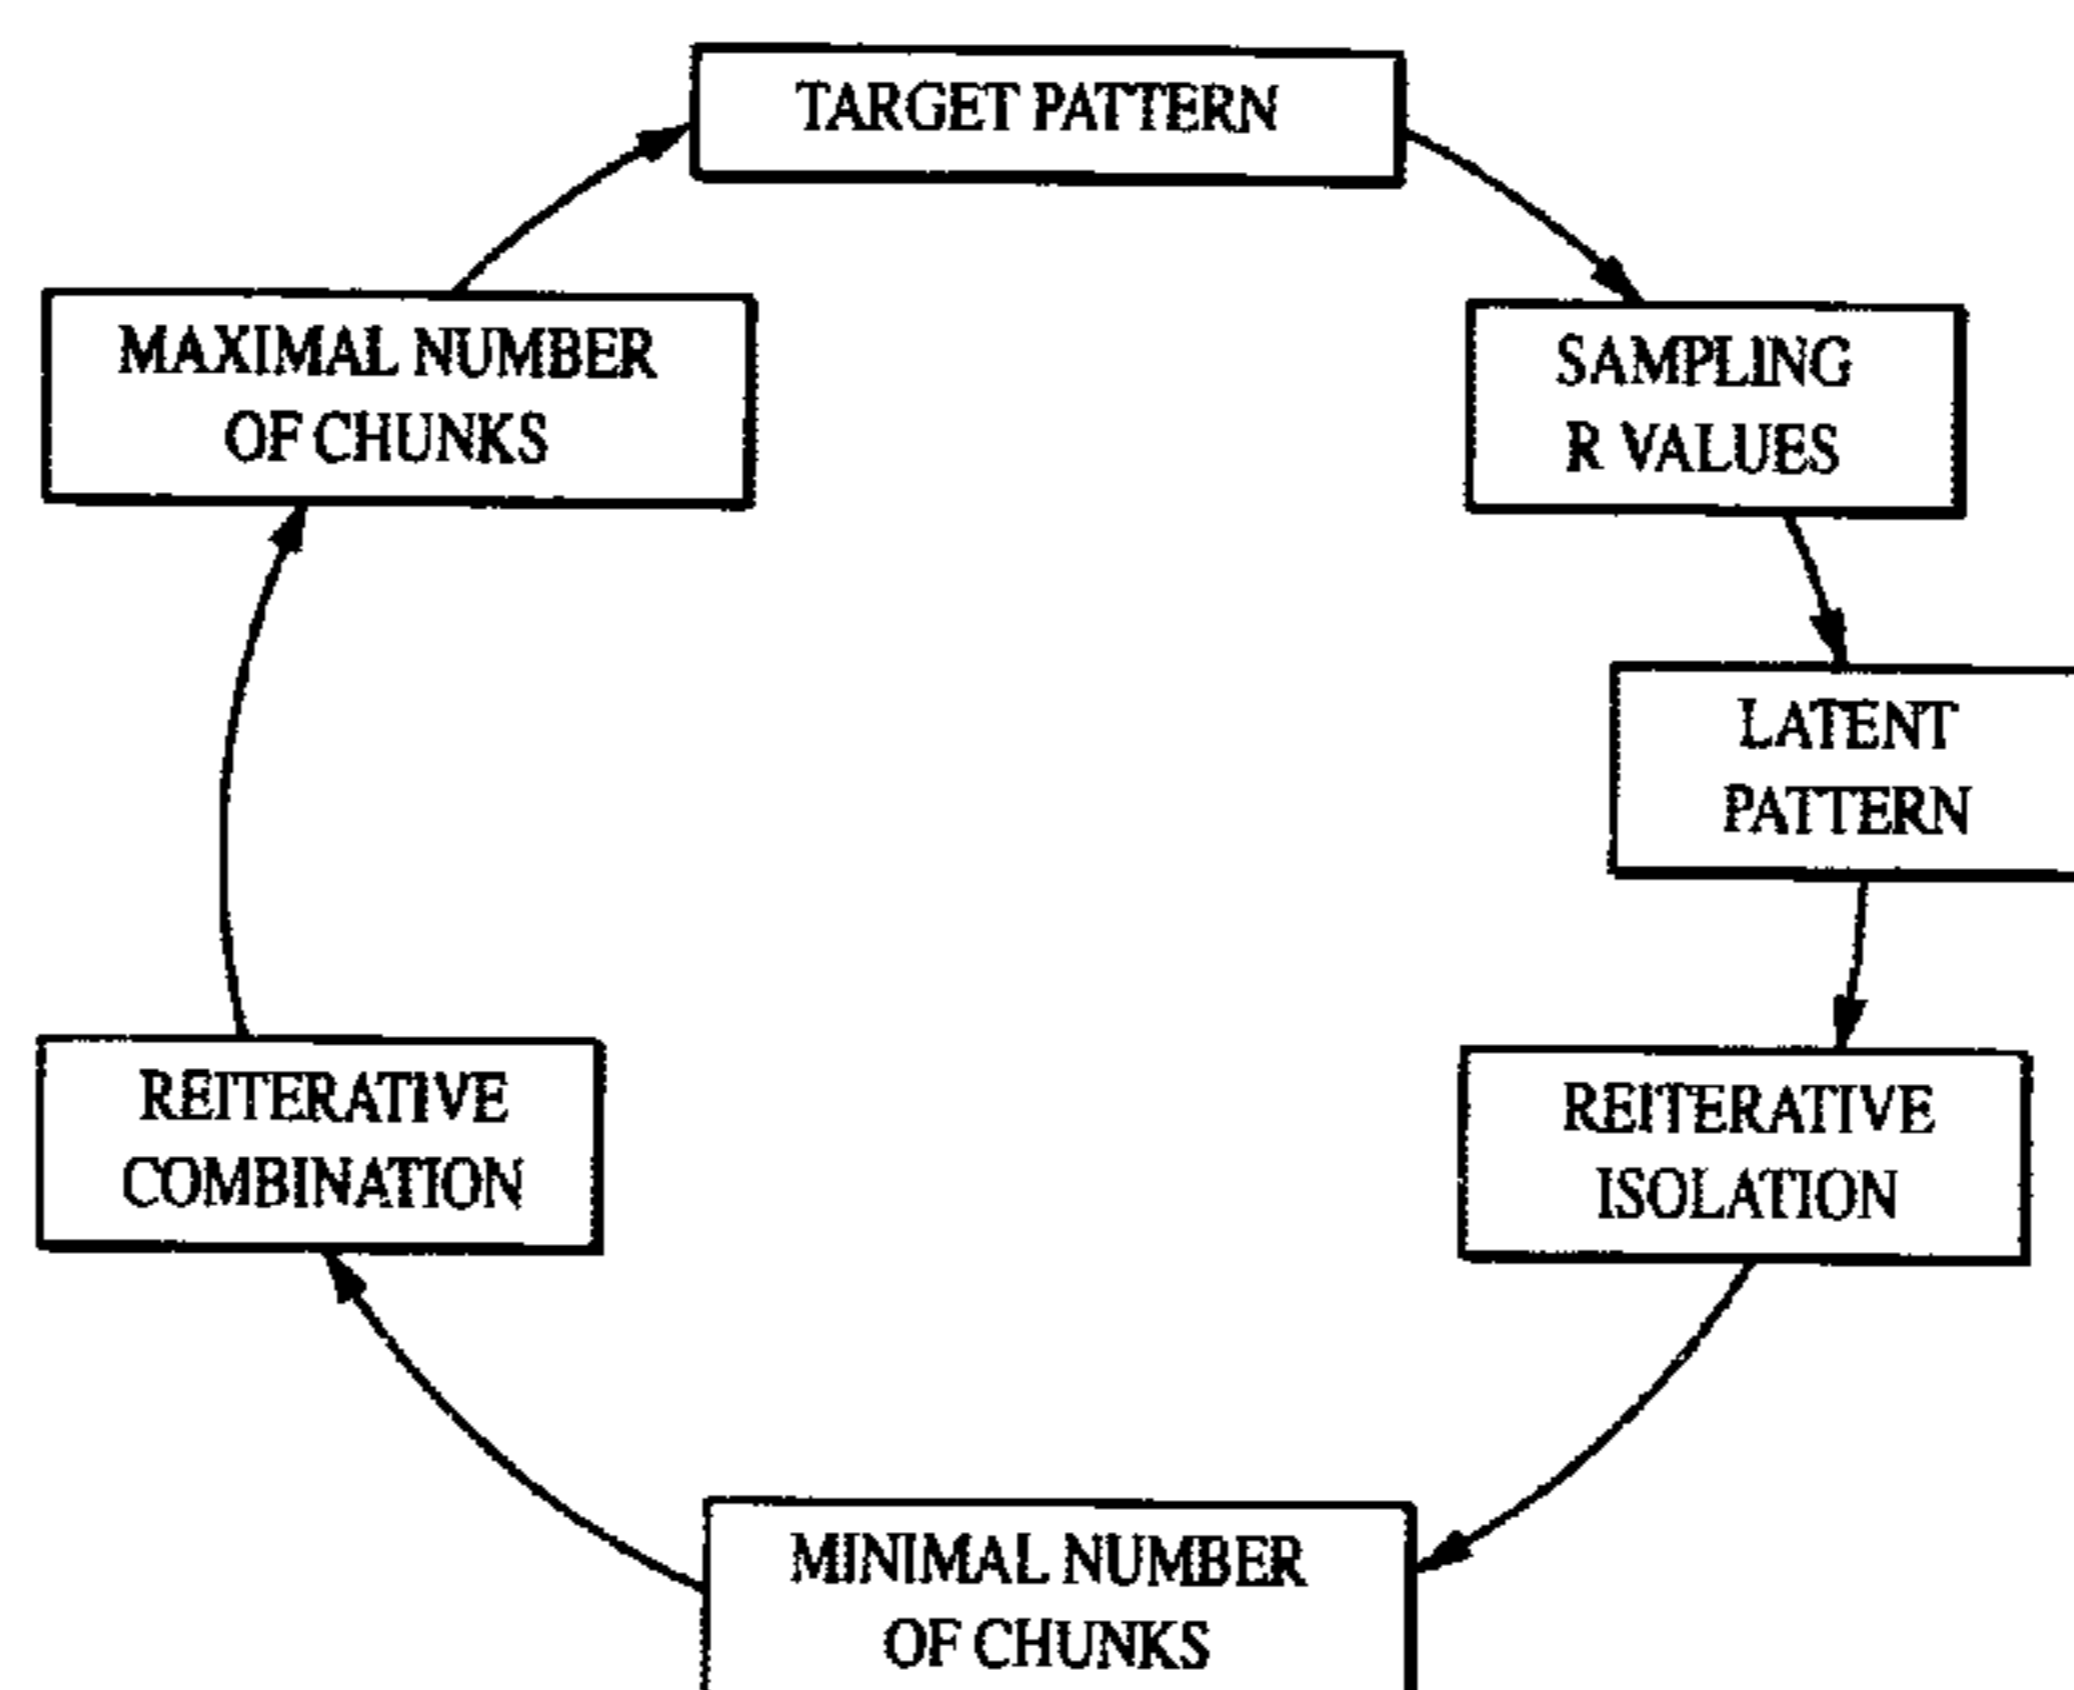 TARGET PATTERN
SAMPLING
R VALUES
LATENT
PATTERN
REITERATIVE
ISOLATION
MINIMAL NUMBER
OF CHUNKS
REITERATIVE
COMBINATION
MAXIMAL NUMBER
OF CHUNKS